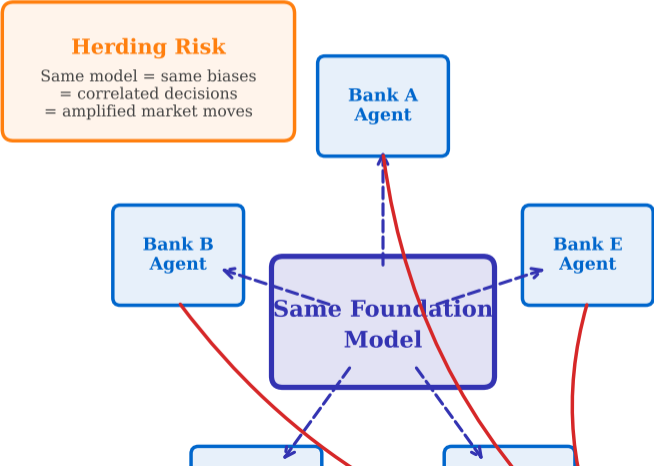 Herding Risk
Same model = same biases
= correlated decisions
= amplified market moves
Bank A
Agent
Bank B
Agent
Bank E
Agent
Same Foundation
Model